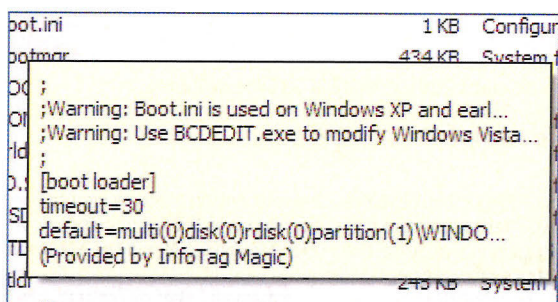 oot.ini 1 KB Configur
ootmgr 434 KB System f
;
;Warning: Boot.ini is used on Windows XP and earl...
;Warning: Use BCDEDIT.exe to modify Windows Vista...
;
[boot loader]
timeout=30
default=multi(0)disk(0)rdisk(0)partition(1)\WINDO...
(Provided by InfoTag Magic)
245 KB System